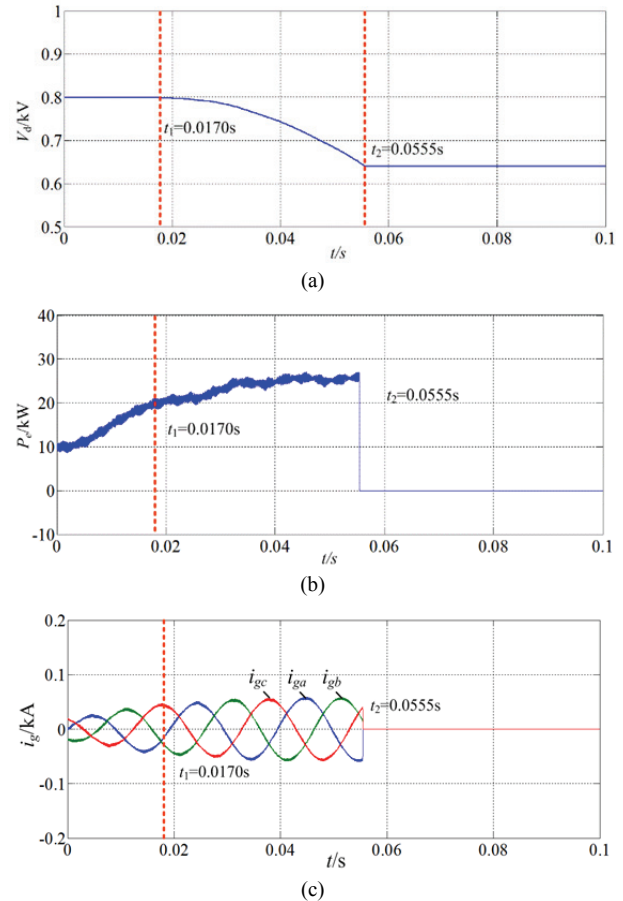 1
0.9
0.8
0.7
0.6
0.5
V_d/kV
t_1=0.0170s
t_2=0.0555s
0 0.02 0.04 0.06 0.08 0.1
t/s
(a)
40
30
20
10
0
-10
P_e/kW
t_1=0.0170s
t_2=0.0555s
0 0.02 0.04 0.06 0.08 0.1
t/s
(b)
0.2
0.1
0
-0.1
-0.2
i_g/kA
i_gc i_ga i_gb
t_2=0.0555s
t_1=0.0170s
0 0.02 0.04 0.06 0.08 0.1
t/s
(c)